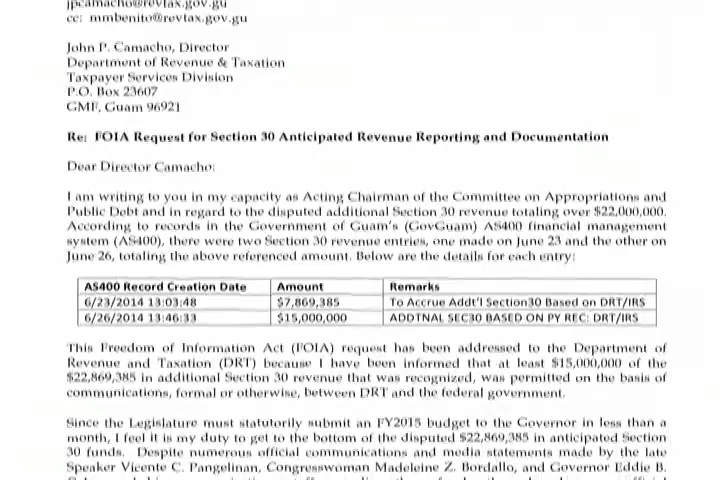 jpcamacho@revtax.gov.gu
cc: mmbenito@revtax.gov.gu
John P. Camacho, Director
Department of Revenue & Taxation
Taxpayer Services Division
P.O. Box 23607
GMF, Guam 96921
Re: FOIA Request for Section 30 Anticipated Revenue Reporting and Documentation
Dear Director Camacho:
I am writing to you in my capacity as Acting Chairman of the Committee on Appropriations and
Public Debt and in regard to the disputed additional Section 30 revenue totaling over $22,000,000.
According to records in the Government of Guam's (GovGuam) AS400 financial management
system (AS400), there were two Section 30 revenue entries, one made on June 23 and the other on
June 26, totaling the above referenced amount. Below are the details for each entry:
AS400 Record Creation Date Amount Remarks
6/23/2014 13:03:48 $7,869,385 To Accrue Addt'l Section30 Based on DRT/IRS
6/26/2014 13:46:33 $15,000,000 ADDTNAL SEC30 BASED ON PY REC: DRT/IRS
This Freedom of Information Act (FOIA) request has been addressed to the Department of
Revenue and Taxation (DRT) because I have been informed that at least $15,000,000 of the
$22,869,385 in additional Section 30 revenue that was recognized, was permitted on the basis of
communications, formal or otherwise, between DRT and the federal government.
Since the Legislature must statutorily submit an FY2015 budget to the Governor in less than a
month, I feel it is my duty to get to the bottom of the disputed $22,869,385 in anticipated Section
30 funds. Despite numerous official communications and media statements made by the late
Speaker Vicente C. Pangelinan, Congresswoman Madeleine Z. Bordallo, and Governor Eddie B.